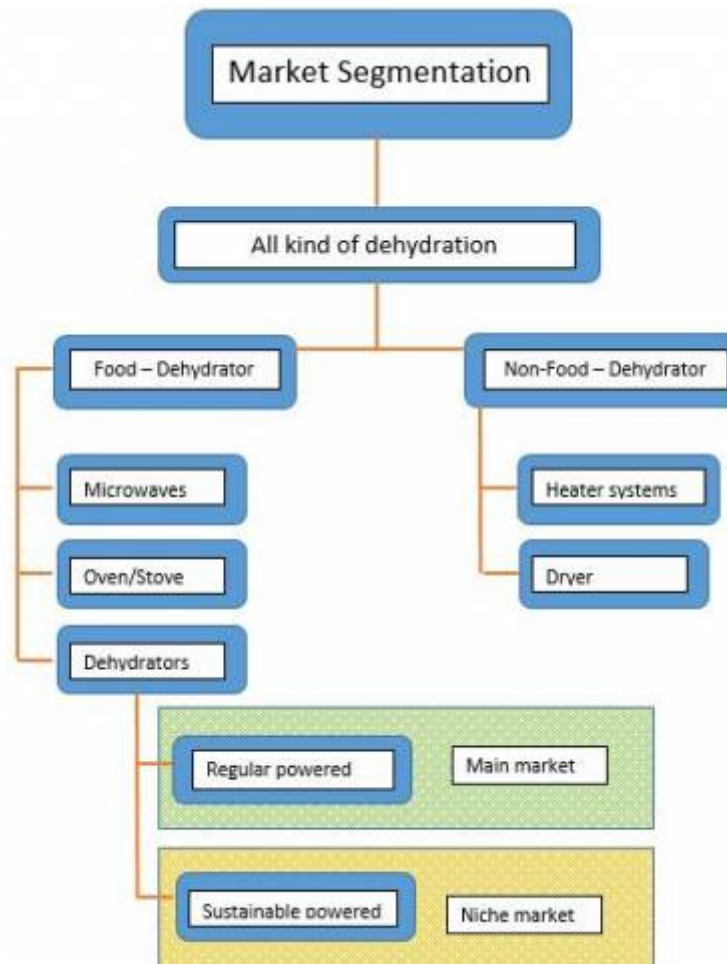 Market Segmentation
All kind of dehydration
Food – Dehydrator
Non-Food – Dehydrator
Microwaves
Heater systems
Oven/Stove
Dryer
Dehydrators
Regular powered
Main market
Sustainable powered
Niche market